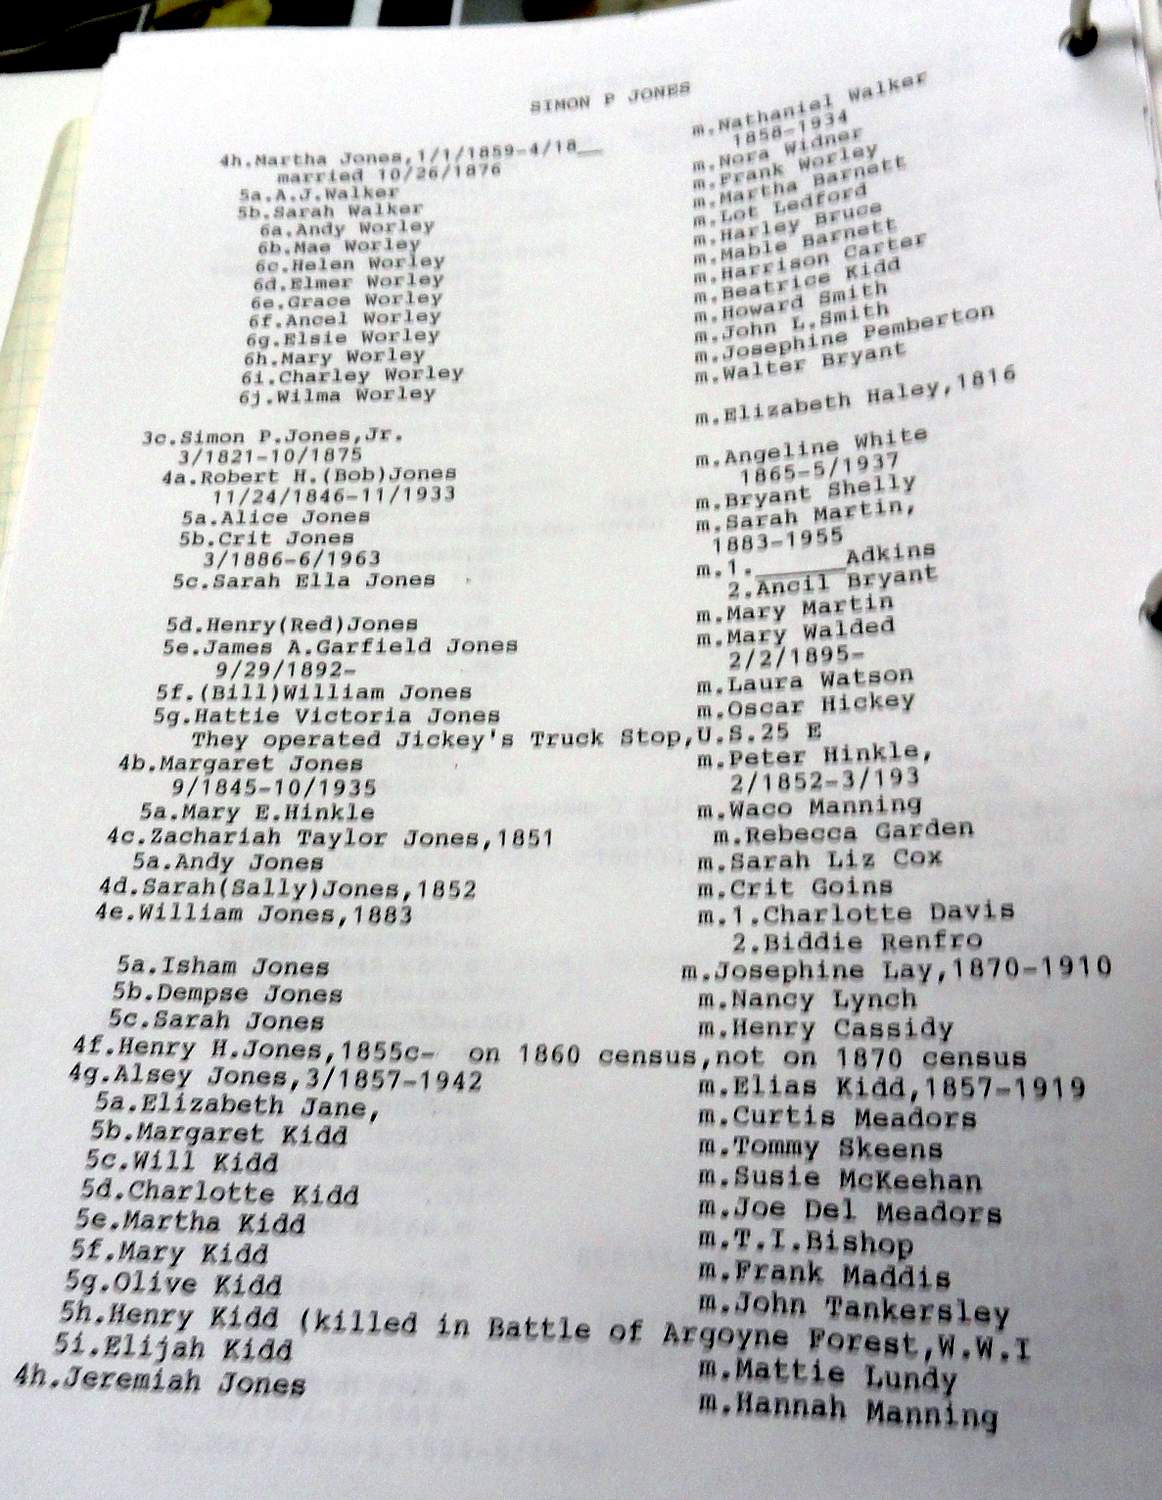 SIMON P JONES
4h.Martha Jones,1/1/1859-4/18__ m.Nathaniel Walker
married 10/26/1876 1858-1934
5a.A.J.Walker m.Nora Widner
5b.Sarah Walker m.Frank Worley
6a.Andy Worley m.Martha Barnett
6b.Mae Worley m.Lot Ledford
6c.Helen Worley m.Harley Bruce
6d.Elmer Worley m.Mable Barnett
6e.Grace Worley m.Harrison Carter
6f.Ancel Worley m.Beatrice Kidd
6g.Elsie Worley m.Howard Smith
6h.Mary Worley m.John L.Smith
6i.Charley Worley m.Josephine Pemberton
6j.Wilma Worley m.Walter Bryant
3c.Simon P.Jones,Jr. m.Elizabeth Haley,1816
3/1821-10/1875
4a.Robert H.(Bob)Jones m.Angeline White
11/24/1846-11/1933 1865-5/1937
5a.Alice Jones m.Bryant Shelly
5b.Crit Jones m.Sarah Martin,
3/1886-6/1963 1883-1955
5c.Sarah Ella Jones m.1.______Adkins
2.Ancil Bryant
5d.Henry(Red)Jones m.Mary Martin
5e.James A.Garfield Jones m.Mary Walded
9/29/1892- 2/2/1895-
5f.(Bill)William Jones m.Laura Watson
5g.Hattie Victoria Jones m.Oscar Hickey
They operated Jickey's Truck Stop,U.S.25 E
4b.Margaret Jones m.Peter Hinkle,
9/1845-10/1935 2/1852-3/193
5a.Mary E.Hinkle m.Waco Manning
4c.Zachariah Taylor Jones,1851 m.Rebecca Garden
5a.Andy Jones m.Sarah Liz Cox
4d.Sarah(Sally)Jones,1852 m.Crit Goins
4e.William Jones,1883 m.1.Charlotte Davis
2.Biddie Renfro
5a.Isham Jones m.Josephine Lay,1870-1910
5b.Dempse Jones m.Nancy Lynch
5c.Sarah Jones m.Henry Cassidy
4f.Henry H.Jones,1855c- on 1860 census,not on 1870 census
4g.Alsey Jones,3/1857-1942 m.Elias Kidd,1857-1919
5a.Elizabeth Jane, m.Curtis Meadors
5b.Margaret Kidd m.Tommy Skeens
5c.Will Kidd m.Susie McKeehan
5d.Charlotte Kidd m.Joe Del Meadors
5e.Martha Kidd m.T.I.Bishop
5f.Mary Kidd m.Frank Maddis
5g.Olive Kidd m.John Tankersley
5h.Henry Kidd (killed in Battle of Argoyne Forest,W.W.I
5i.Elijah Kidd m.Mattie Lundy
4h.Jeremiah Jones m.Hannah Manning